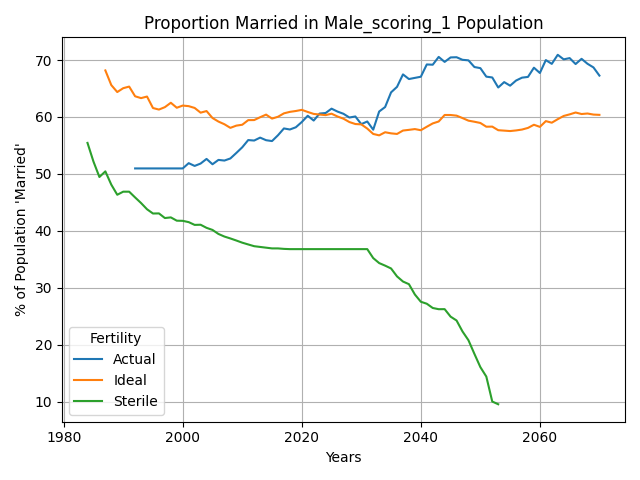 Proportion Married in Male_scoring_1 Population
% of Population 'Married'
70
60
50
40
30
20
10
Fertility
Actual
Ideal
Sterile
1980
2000
2020
2040
2060
Years